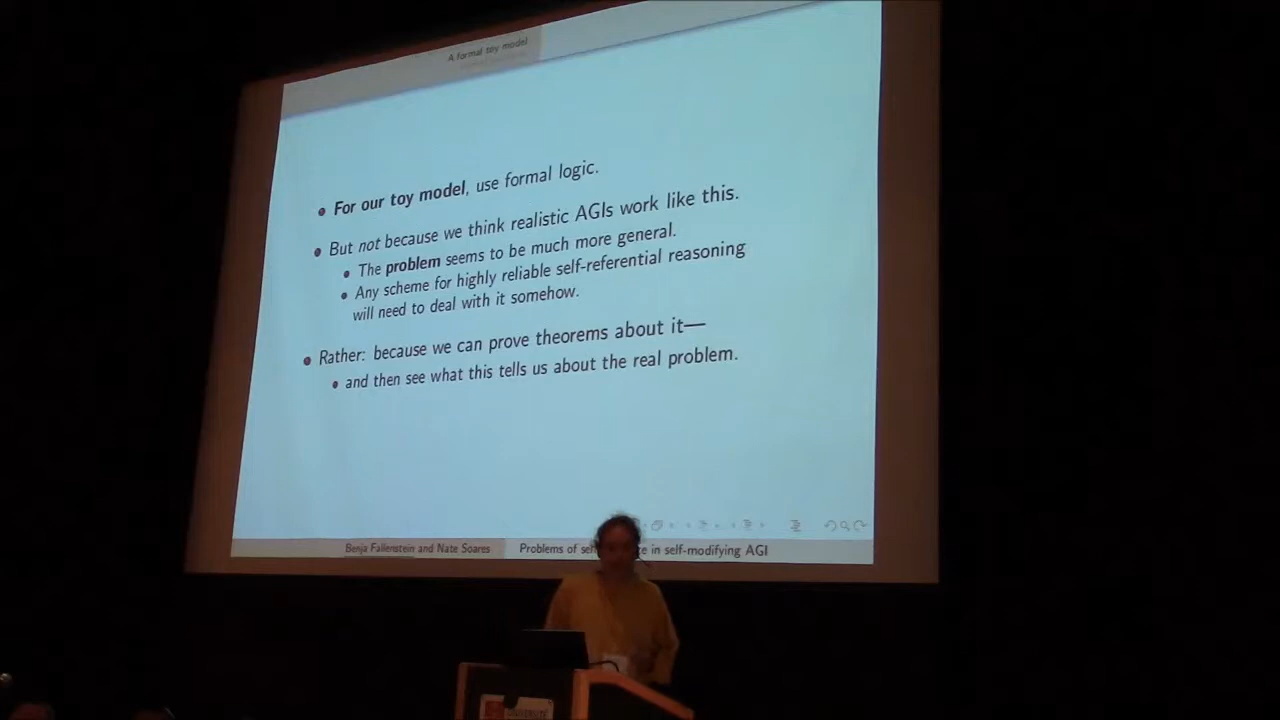 A formal toy model
For our toy model, use formal logic.
But not because we think realistic AGIs work like this.
The problem seems to be much more general.
Any scheme for highly reliable self-referential reasoning
will need to deal with it somehow.
Rather: because we can prove theorems about it—
and then see what this tells us about the real problem.
Benja Fallenstein and Nate Soares
Problems of in self-modifying AGI